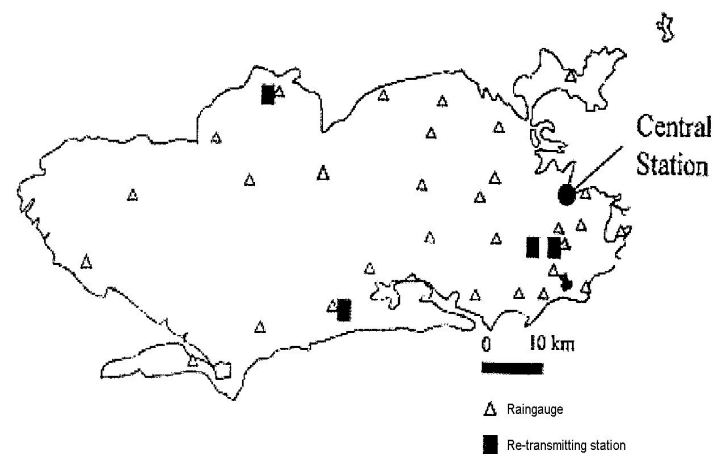 Central
Station
0 10 km
Raingauge
Re-transmitting station